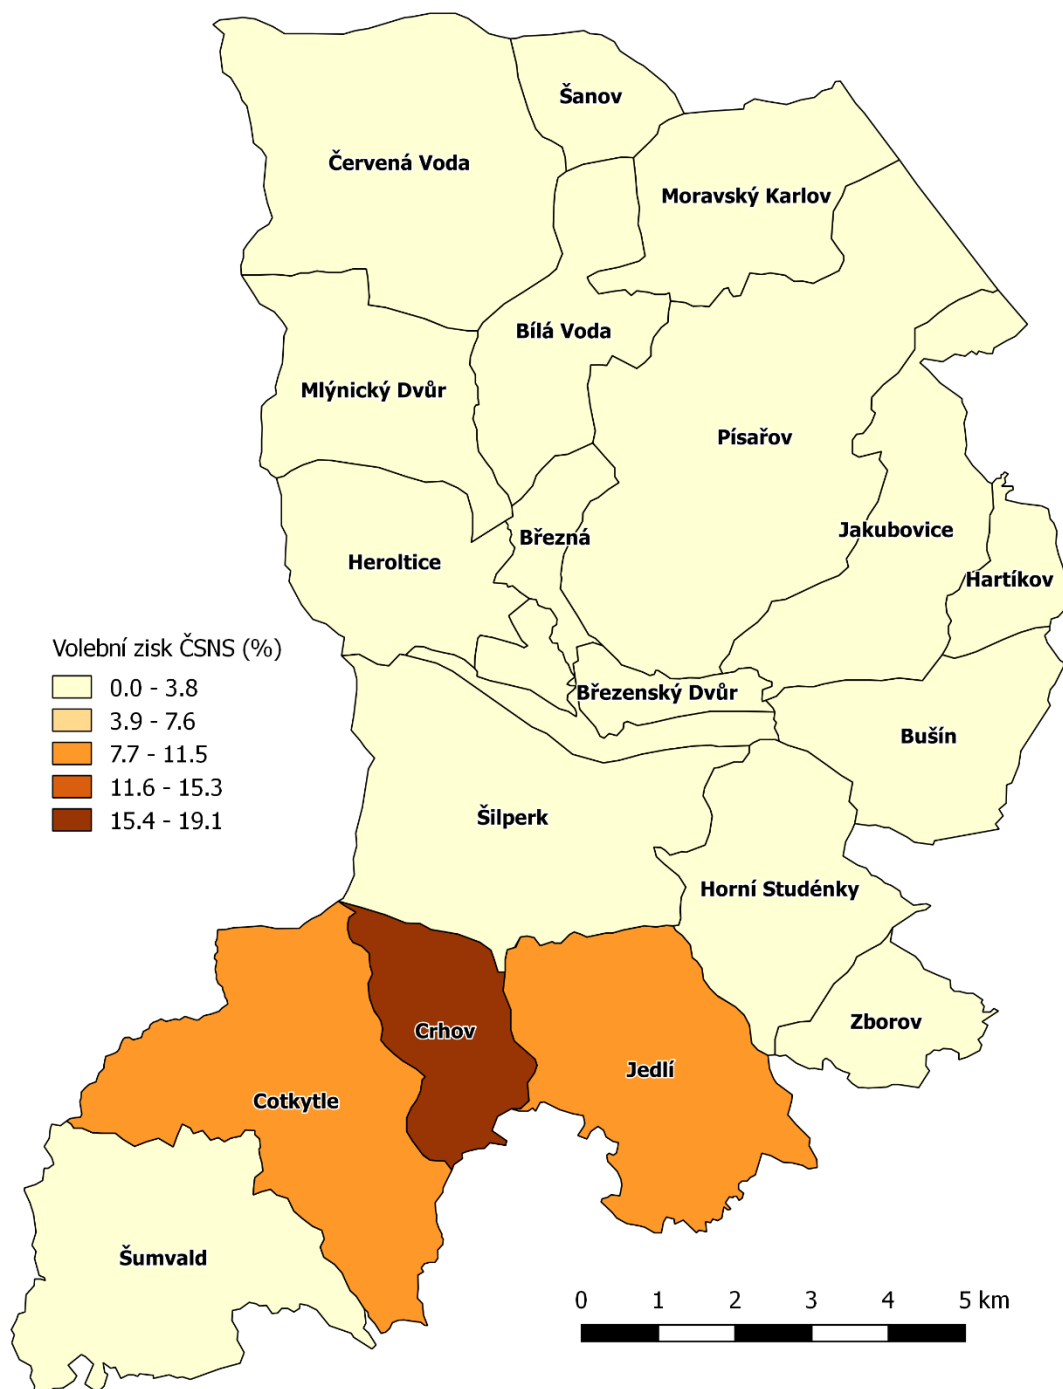 Šanov
Červená Voda
Moravský Karlov
Bílá Voda
Mlýnický Dvůr
Písařov
Jakubovice
Březná
Heroltice
Hartíkov
Volební zisk ČSNS (%)
0.0 - 3.8
3.9 - 7.6
7.7 - 11.5
11.6 - 15.3
15.4 - 19.1
Březenský Dvůr
Bušín
Šilperk
Horní Studénky
Zborov
Crhov
Jedlí
Cotkytle
Šumvald
0 1 2 3 4 5 km